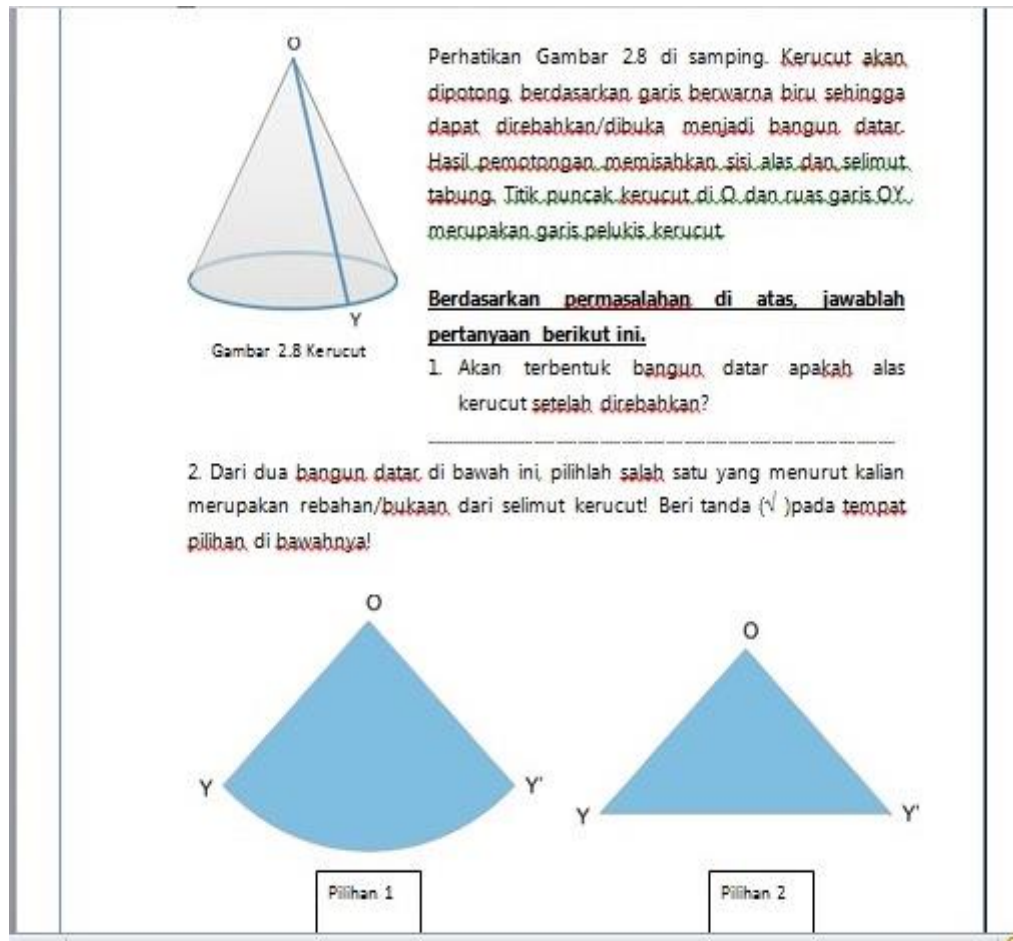 O
Perhatikan Gambar 2.8 di samping. Kerucut akan
dipotong berdasarkan garis berwarna biru sehingga
dapat direbahkan/dibuka menjadi bangun datar.
Hasil pemotongan memisahkan sisi alas dan selimut
tabung. Titik puncak kerucut di O dan ruas garis OY
merupakan garis pelukis kerucut
Y
Gambar 2.8 Kerucut
Berdasarkan permasalahan di atas, jawablah
pertanyaan berikut ini.
1. Akan terbentuk bangun datar apakah alas
kerucut setelah direbahkan?
2. Dari dua bangun datar di bawah ini, pilihlah salah satu yang menurut kalian
merupakan rebahan/bukaan dari selimut kerucut! Beri tanda (√ )pada tempat
pilihan di bawahnya!
O
Y
Y'
Pilihan 1
O
Y
Y'
Pilihan 2